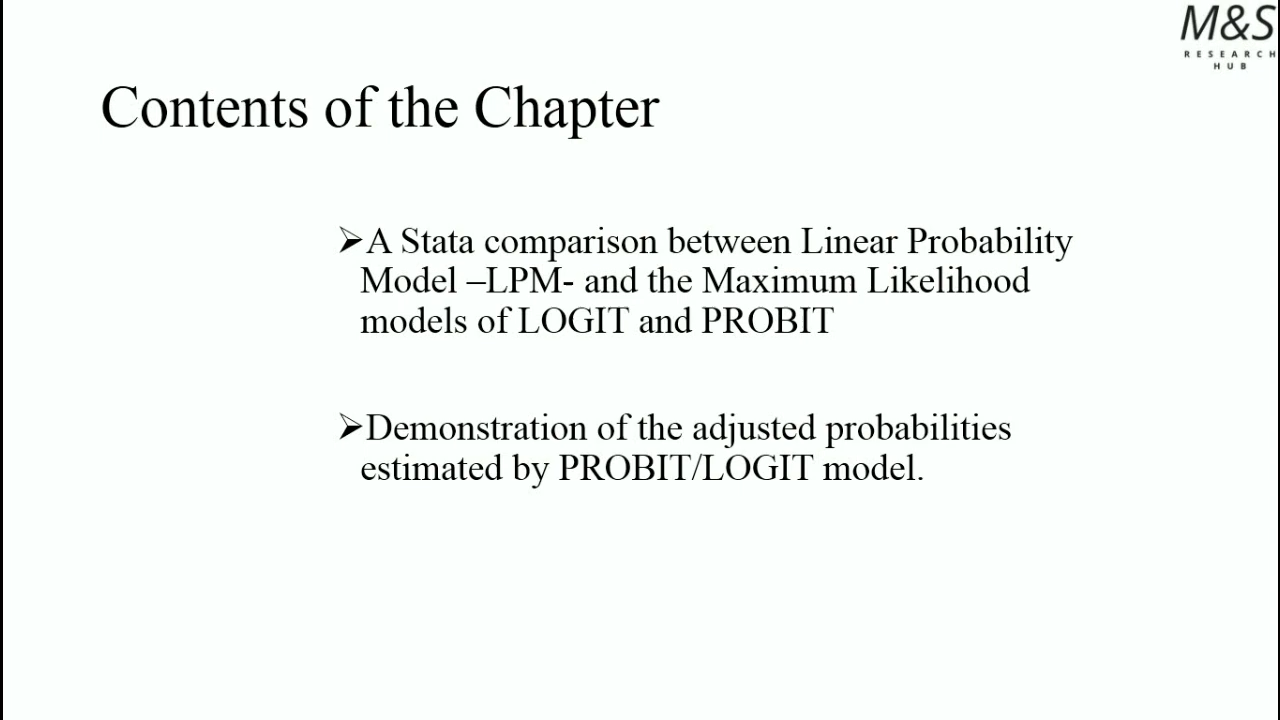 M&S
RESEARCH
HUB
Contents of the Chapter
➢A Stata comparison between Linear Probability
Model –LPM- and the Maximum Likelihood
models of LOGIT and PROBIT
➢Demonstration of the adjusted probabilities
estimated by PROBIT/LOGIT model.